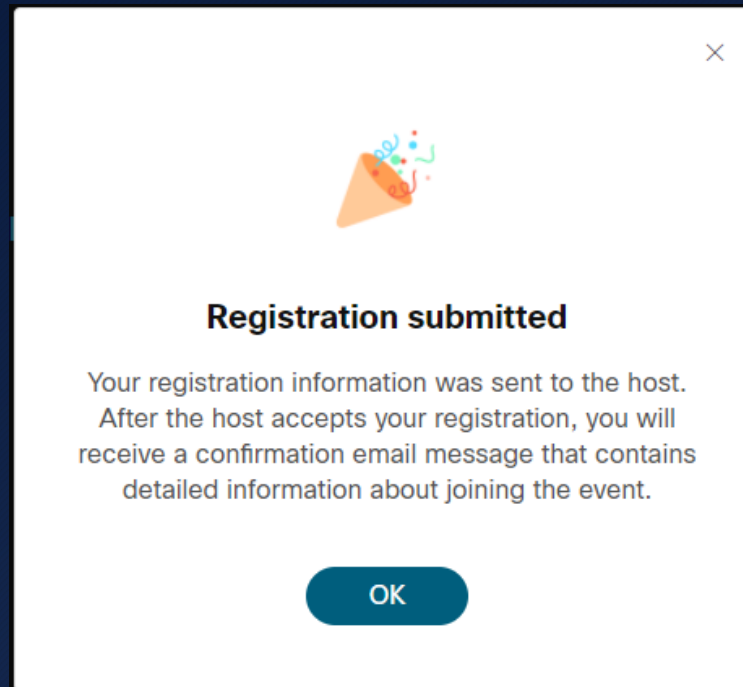 Registration submitted
Your registration information was sent to the host.
After the host accepts your registration, you will
receive a confirmation email message that contains
detailed information about joining the event.
OK